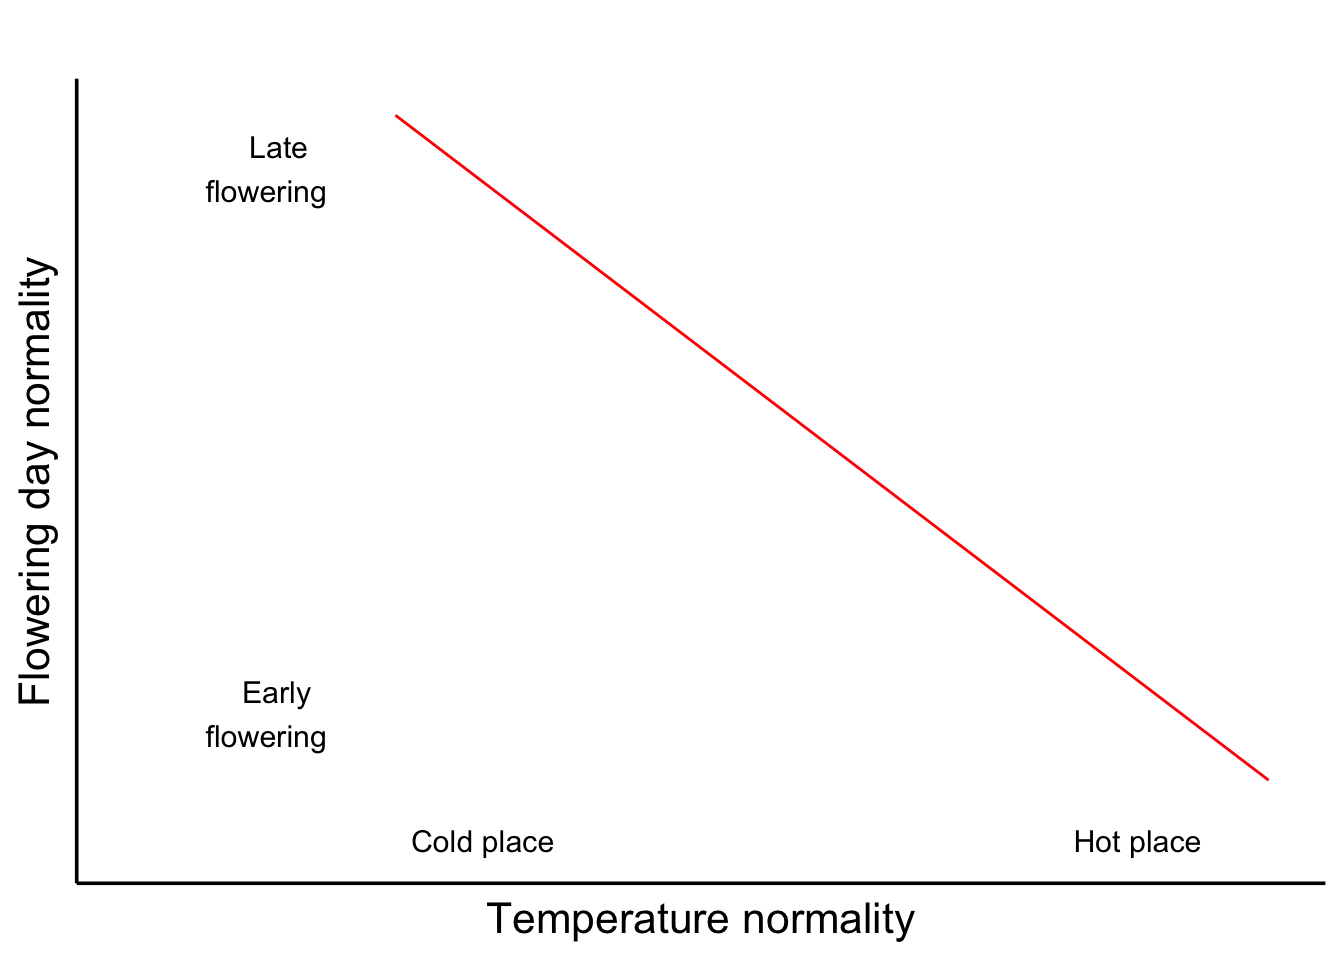 Late
flowering
Flowering day normality
Early
flowering
Cold place
Hot place
Temperature normality